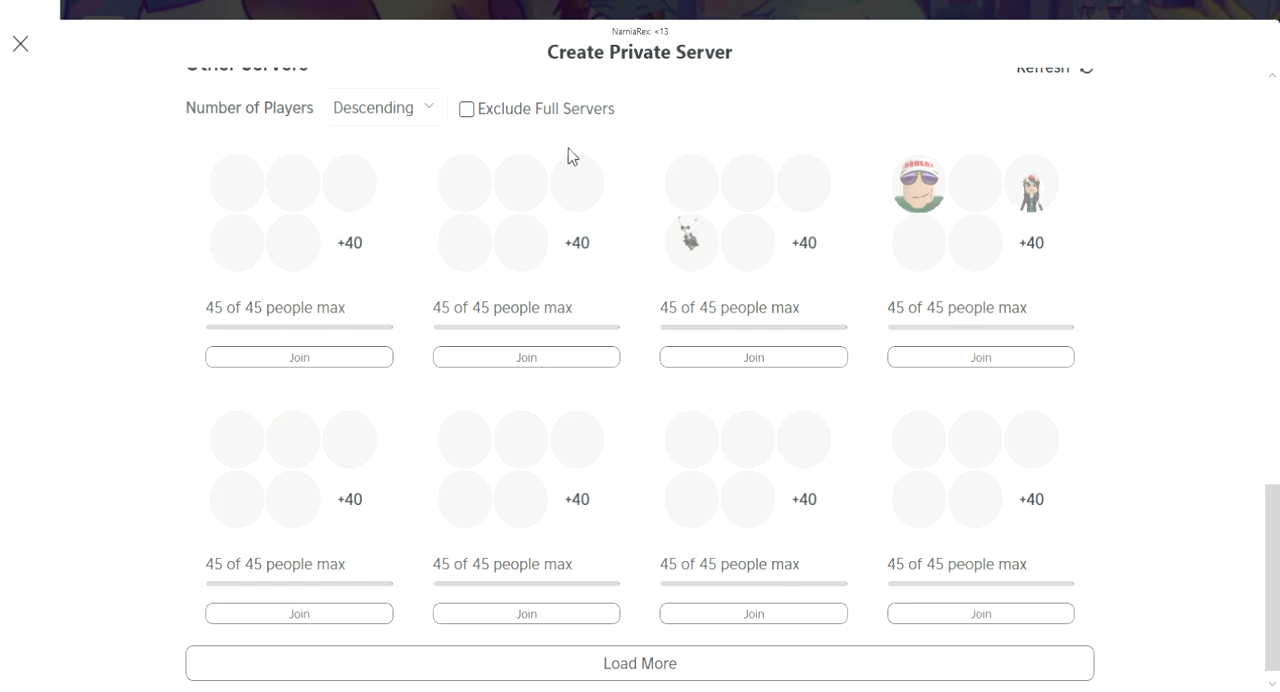 NarniaRex: <13
Create Private Server
Other Servers
Refresh
Number of Players Descending Exclude Full Servers
+40 +40 +40 +40
45 of 45 people max 45 of 45 people max 45 of 45 people max 45 of 45 people max
Join Join Join Join
+40 +40 +40 +40
45 of 45 people max 45 of 45 people max 45 of 45 people max 45 of 45 people max
Join Join Join Join
Load More